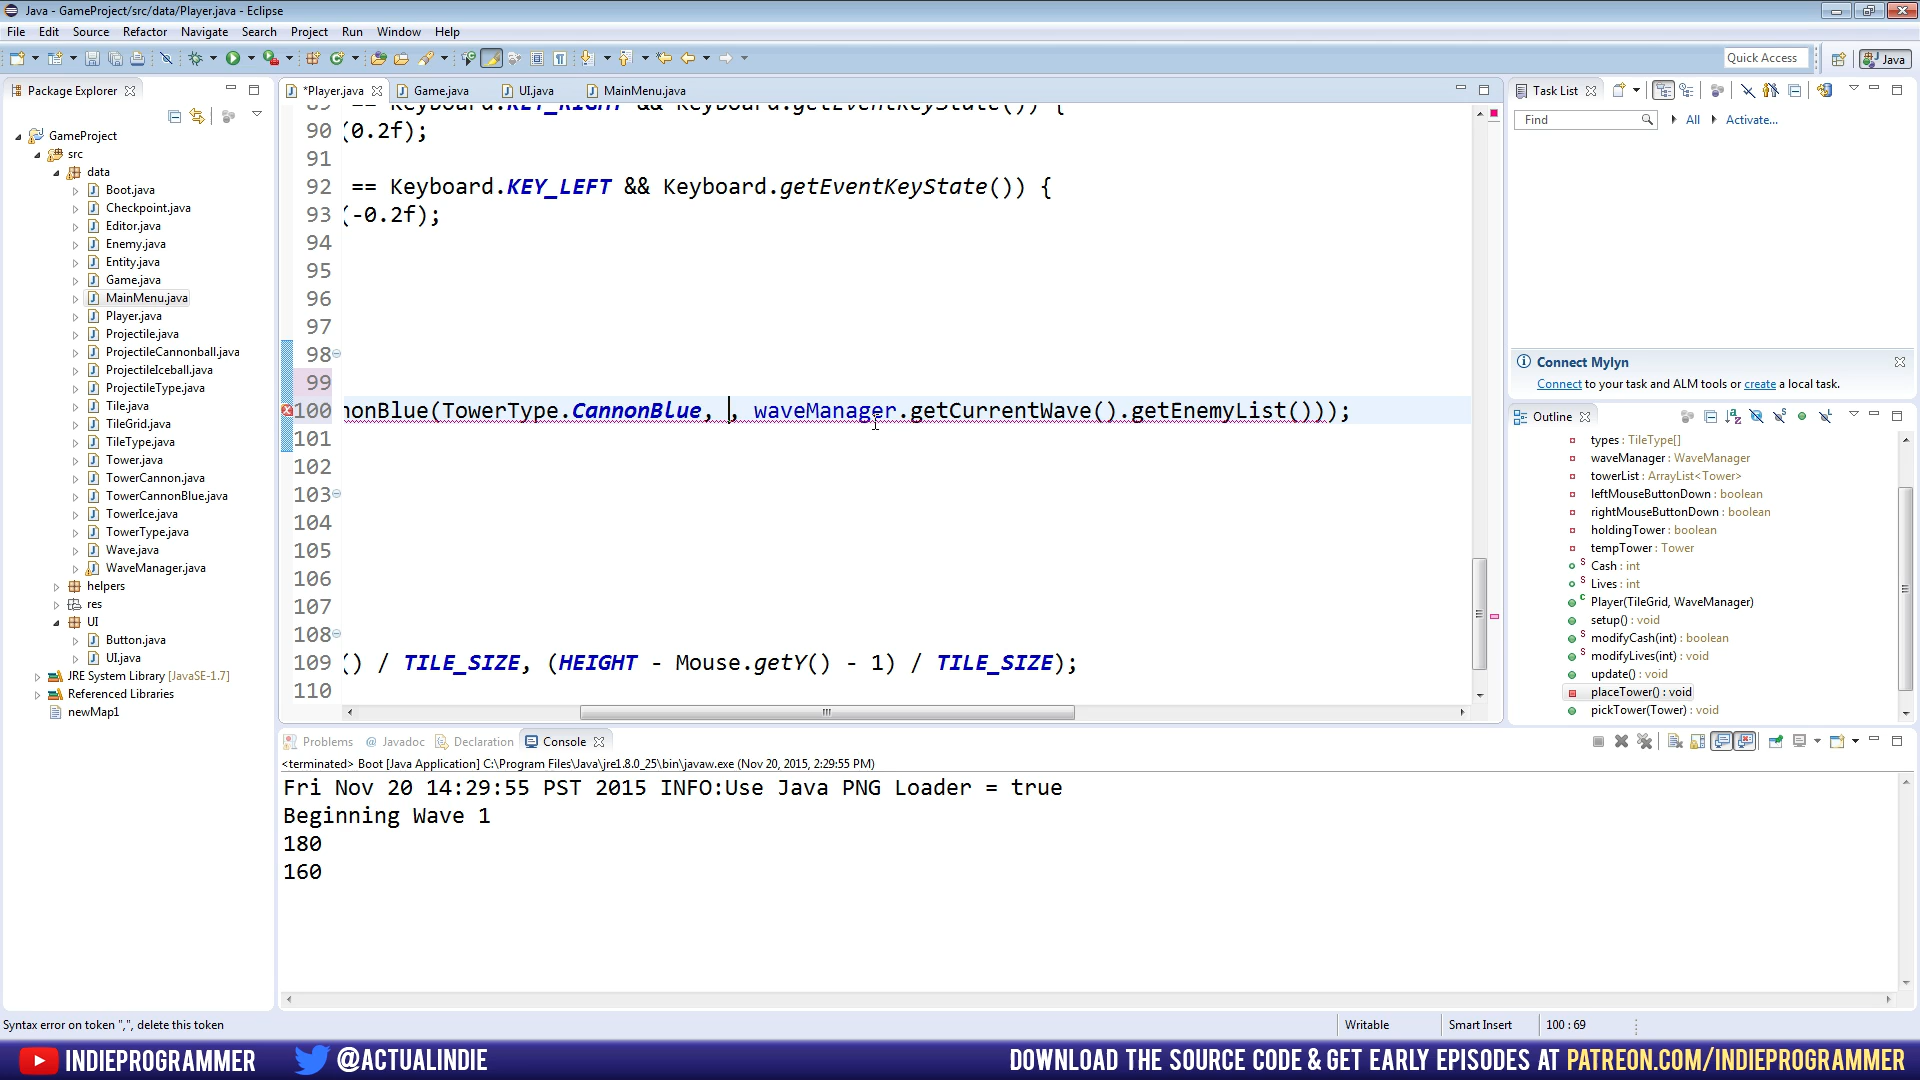 Java - GameProject/src/data/Player.java - Eclipse
File Edit Source Refactor Navigate Search Project Run Window Help
Quick Access
Java
Package Explorer
GameProject
src
data
Boot.java
Checkpoint.java
Editor.java
Enemy.java
Entity.java
Game.java
MainMenu.java
Player.java
Projectile.java
ProjectileCannonball.java
ProjectileIceball.java
ProjectileType.java
Tile.java
TileGrid.java
TileType.java
Tower.java
TowerCannon.java
TowerCannonBlue.java
TowerIce.java
TowerType.java
Wave.java
WaveManager.java
helpers
res
UI
Button.java
UI.java
JRE System Library [JavaSE-1.7]
Referenced Libraries
newMap1
*Player.java Game.java UI.java MainMenu.java
89 == Keyboard.KEY_RIGHT && Keyboard.getEventKeyState()) {
90 (0.2f);
91
92 == Keyboard.KEY_LEFT && Keyboard.getEventKeyState()) {
93 (-0.2f);
94
95
96
97
98
99
100 nonBlue(TowerType.CannonBlue, , waveManager.getCurrentWave().getEnemyList()));
101
102
103
104
105
106
107
108
109 () / TILE_SIZE, (HEIGHT - Mouse.getY() - 1) / TILE_SIZE);
110
Task List
Find All Activate...
Connect Mylyn
Connect to your task and ALM tools or create a local task.
Outline
types : TileType[]
waveManager : WaveManager
towerList : ArrayList<Tower>
leftMouseButtonDown : boolean
rightMouseButtonDown : boolean
holdingTower : boolean
tempTower : Tower
Cash : int
Lives : int
Player(TileGrid, WaveManager)
setup() : void
modifyCash(int) : boolean
modifyLives(int) : void
update() : void
placeTower() : void
pickTower(Tower) : void
Problems Javadoc Declaration Console
<terminated> Boot [Java Application] C:\Program Files\Java\jre1.8.0_25\bin\javaw.exe (Nov 20, 2015, 2:29:55 PM)
Fri Nov 20 14:29:55 PST 2015 INFO:Use Java PNG Loader = true
Beginning Wave 1
180
160
Syntax error on token ",", delete this token
Writable Smart Insert 100 : 69
INDIEPROGRAMMER @ACTUALINDIE DOWNLOAD THE SOURCE CODE & GET EARLY EPISODES AT PATREON.COM/INDIEPROGRAMMER